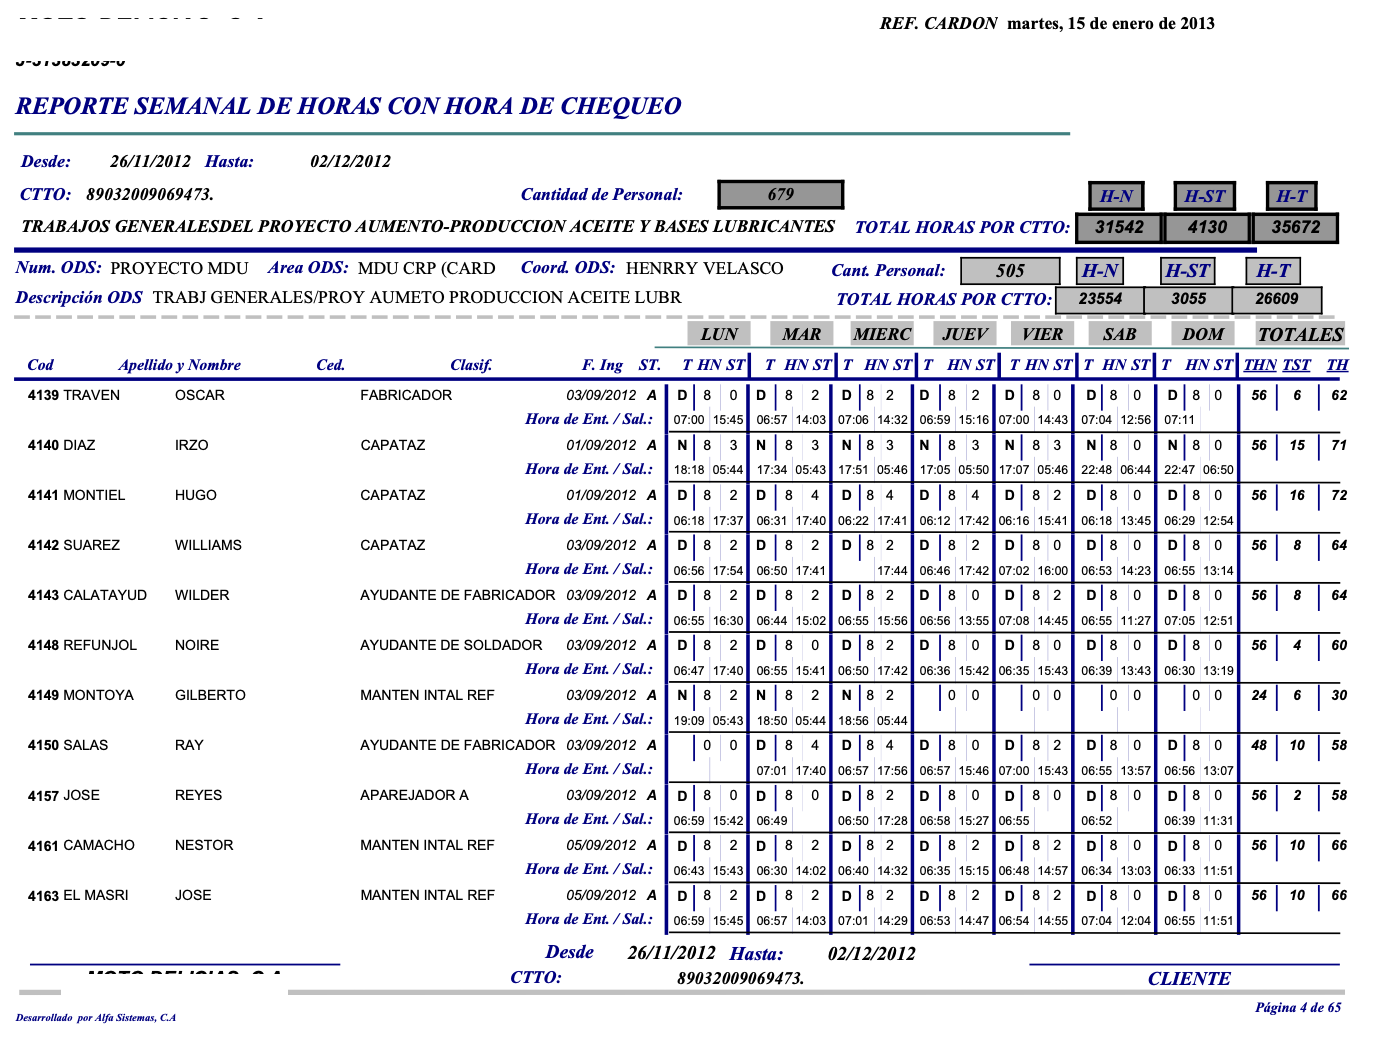 REF. CARDON martes, 15 de enero de 2013
REPORTE SEMANAL DE HORAS CON HORA DE CHEQUEO
Desde: 26/11/2012 Hasta: 02/12/2012
CTTO: 89032009069473. Cantidad de Personal: 679 H-N H-ST H-T
TRABAJOS GENERALESDEL PROYECTO AUMENTO-PRODUCCION ACEITE Y BASES LUBRICANTES TOTAL HORAS POR CTTO: 31542 4130 35672
Num. ODS: PROYECTO MDU Area ODS: MDU CRP (CARD Coord. ODS: HENRRY VELASCO Cant. Personal: 505 H-N H-ST H-T
Descripción ODS TRABJ GENERALES/PROY AUMETO PRODUCCION ACEITE LUBR TOTAL HORAS POR CTTO: 23554 3055 26609
LUN MAR MIERC JUEV VIER SAB DOM TOTALES
Cod Apellido y Nombre Ced. Clasif. F. Ing ST. T HN ST T HN ST T HN ST T HN ST T HN ST T HN ST T HN ST THN TST TH
4139 TRAVEN OSCAR FABRICADOR 03/09/2012 A D 8 0 D 8 2 D 8 2 D 8 2 D 8 0 D 8 0 D 8 0 56 6 62
Hora de Ent. / Sal.: 07:00 15:45 06:57 14:03 07:06 14:32 06:59 15:16 07:00 14:43 07:04 12:56 07:11
4140 DIAZ IRZO CAPATAZ 01/09/2012 A N 8 3 N 8 3 N 8 3 N 8 3 N 8 3 N 8 0 N 8 0 56 15 71
Hora de Ent. / Sal.: 18:18 05:44 17:34 05:43 17:51 05:46 17:05 05:50 17:07 05:46 22:48 06:44 22:47 06:50
4141 MONTIEL HUGO CAPATAZ 01/09/2012 A D 8 2 D 8 4 D 8 4 D 8 4 D 8 2 D 8 0 D 8 0 56 16 72
Hora de Ent. / Sal.: 06:18 17:37 06:31 17:40 06:22 17:41 06:12 17:42 06:16 15:41 06:18 13:45 06:29 12:54
4142 SUAREZ WILLIAMS CAPATAZ 03/09/2012 A D 8 2 D 8 2 D 8 2 D 8 2 D 8 0 D 8 0 D 8 0 56 8 64
Hora de Ent. / Sal.: 06:56 17:54 06:50 17:41 17:44 06:46 17:42 07:02 16:00 06:53 14:23 06:55 13:14
4143 CALATAYUD WILDER AYUDANTE DE FABRICADOR 03/09/2012 A D 8 2 D 8 2 D 8 2 D 8 0 D 8 2 D 8 0 D 8 0 56 8 64
Hora de Ent. / Sal.: 06:55 16:30 06:44 15:02 06:55 15:56 06:56 13:55 07:08 14:45 06:55 11:27 07:05 12:51
4148 REFUNJOL NOIRE AYUDANTE DE SOLDADOR 03/09/2012 A D 8 2 D 8 0 D 8 2 D 8 0 D 8 0 D 8 0 D 8 0 56 4 60
Hora de Ent. / Sal.: 06:47 17:40 06:55 15:41 06:50 17:42 06:36 15:42 06:35 15:43 06:39 13:43 06:30 13:19
4149 MONTOYA GILBERTO MANTEN INTAL REF 03/09/2012 A N 8 2 N 8 2 N 8 2 0 0 0 0 0 0 0 0 24 6 30
Hora de Ent. / Sal.: 19:09 05:43 18:50 05:44 18:56 05:44
4150 SALAS RAY AYUDANTE DE FABRICADOR 03/09/2012 A 0 0 D 8 4 D 8 4 D 8 0 D 8 2 D 8 0 D 8 0 48 10 58
Hora de Ent. / Sal.: 07:01 17:40 06:57 17:56 06:57 15:46 07:00 15:43 06:55 13:57 06:56 13:07
4157 JOSE REYES APAREJADOR A 03/09/2012 A D 8 0 D 8 0 D 8 2 D 8 0 D 8 0 D 8 0 D 8 0 56 2 58
Hora de Ent. / Sal.: 06:59 15:42 06:49 06:50 17:28 06:58 15:27 06:55 06:52 06:39 11:31
4161 CAMACHO NESTOR MANTEN INTAL REF 05/09/2012 A D 8 2 D 8 2 D 8 2 D 8 2 D 8 2 D 8 0 D 8 0 56 10 66
Hora de Ent. / Sal.: 06:43 15:43 06:30 14:02 06:40 14:32 06:35 15:15 06:48 14:57 06:34 13:03 06:33 11:51
4163 EL MASRI JOSE MANTEN INTAL REF 05/09/2012 A D 8 2 D 8 2 D 8 2 D 8 2 D 8 2 D 8 0 D 8 0 56 10 66
Hora de Ent. / Sal.: 06:59 15:45 06:57 14:03 07:01 14:29 06:53 14:47 06:54 14:55 07:04 12:04 06:55 11:51
Desde 26/11/2012 Hasta: 02/12/2012
CTTO: 89032009069473. CLIENTE
Página 4 de 65
Desarrollado por Alfa Sistemas, C.A